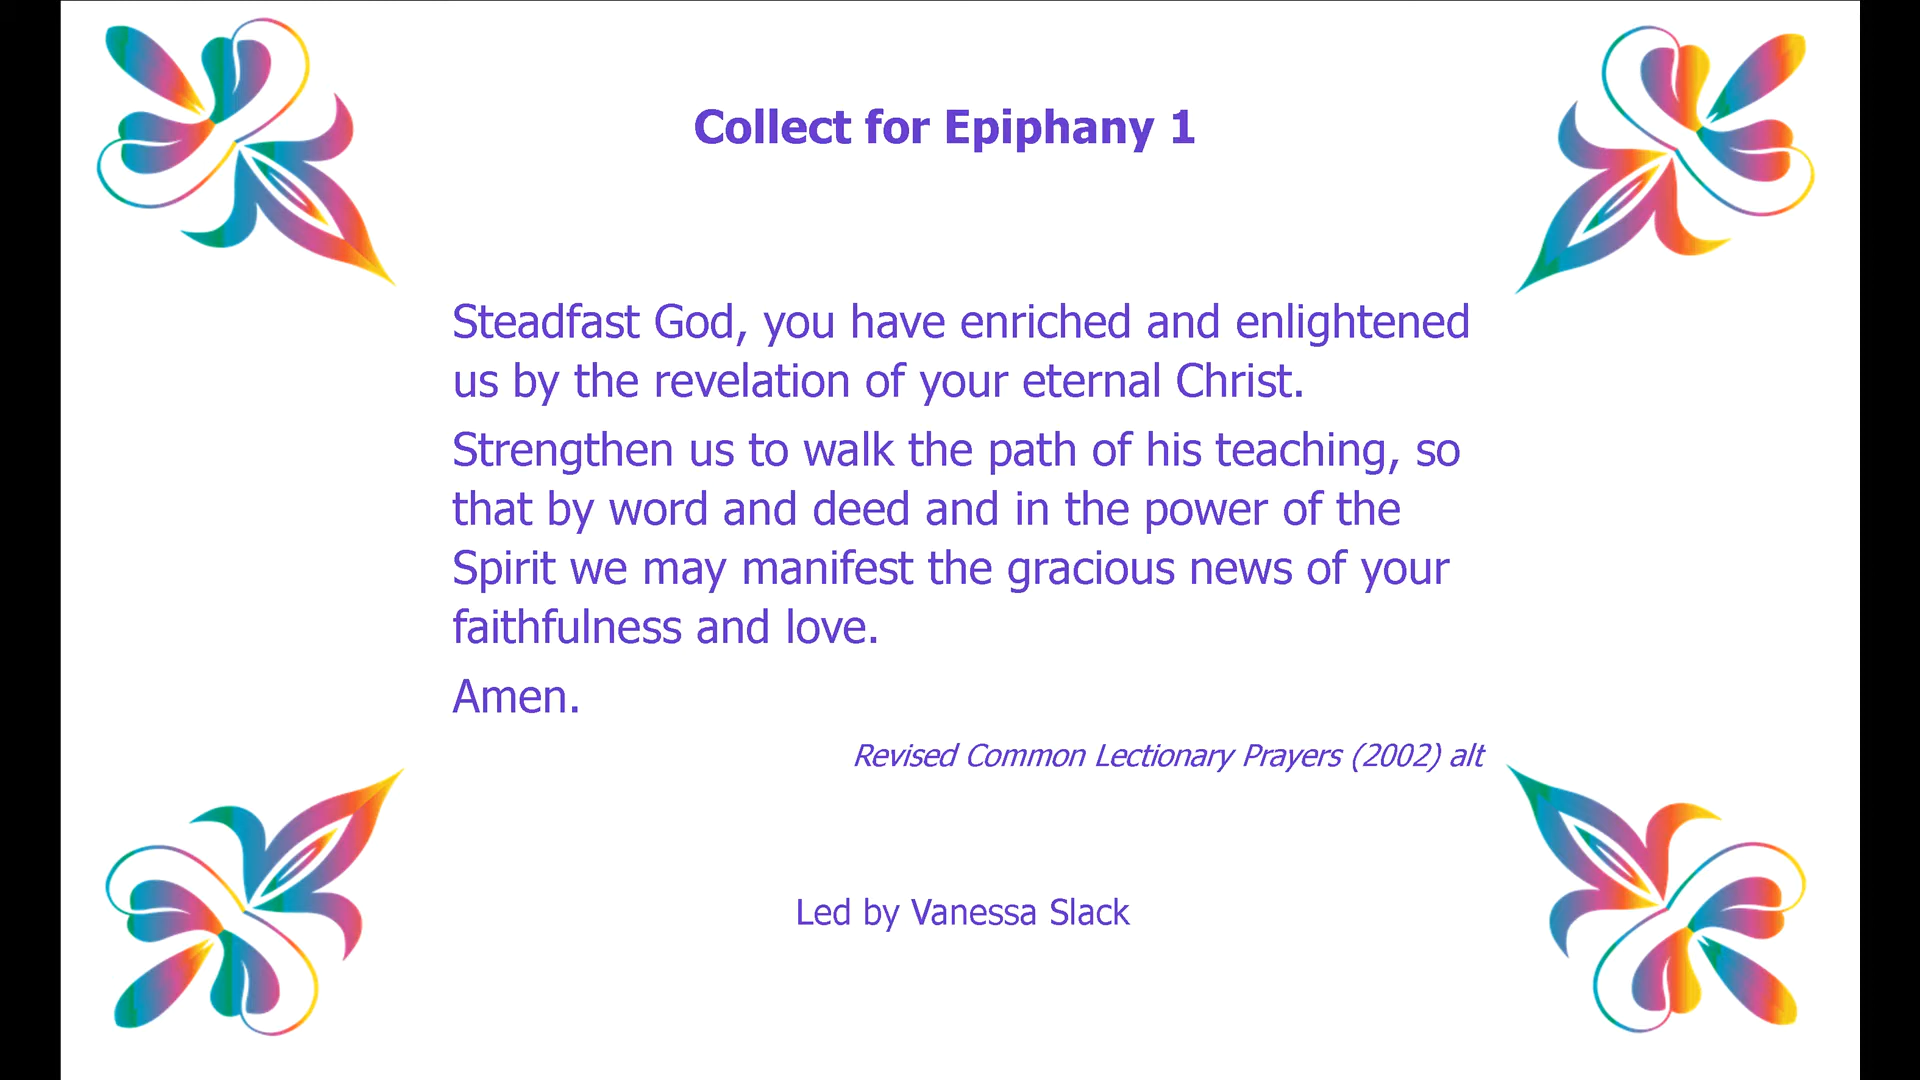 Collect for Epiphany 1
Steadfast God, you have enriched and enlightened
us by the revelation of your eternal Christ.
Strengthen us to walk the path of his teaching, so
that by word and deed and in the power of the
Spirit we may manifest the gracious news of your
faithfulness and love.
Amen.
Revised Common Lectionary Prayers (2002) alt
Led by Vanessa Slack